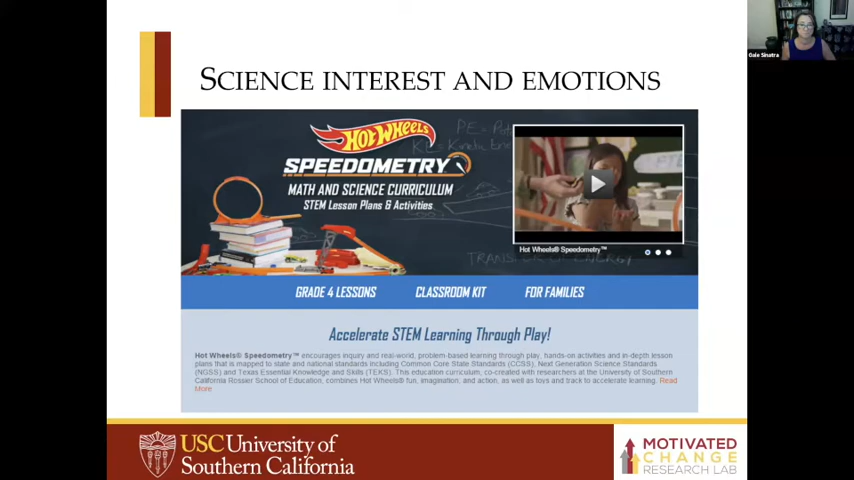 Gale Sinatra
SCIENCE INTEREST AND EMOTIONS
HOT WHEELS
SPEEDOMETRY
MATH AND SCIENCE CURRICULUM
STEM Lesson Plans & Activities
Hot Wheels® Speedometry™
GRADE 4 LESSONS CLASSROOM KIT FOR FAMILIES
Accelerate STEM Learning Through Play!
Hot Wheels® Speedometry™ encourages inquiry and real-world, problem-based learning through play, hands-on activities and in-depth lesson
plans that is mapped to state and national standards including Common Core State Standards (CCSS), Next Generation Science Standards
(NGSS) and Texas Essential Knowledge and Skills (TEKS). This education curriculum, co-created with researchers at the University of Southern
California Rossier School of Education, combines Hot Wheels® fun, imagination, and action, as well as toys and track to accelerate learning. Read
More
USC University of
Southern California
MOTIVATED
CHANGE
RESEARCH LAB